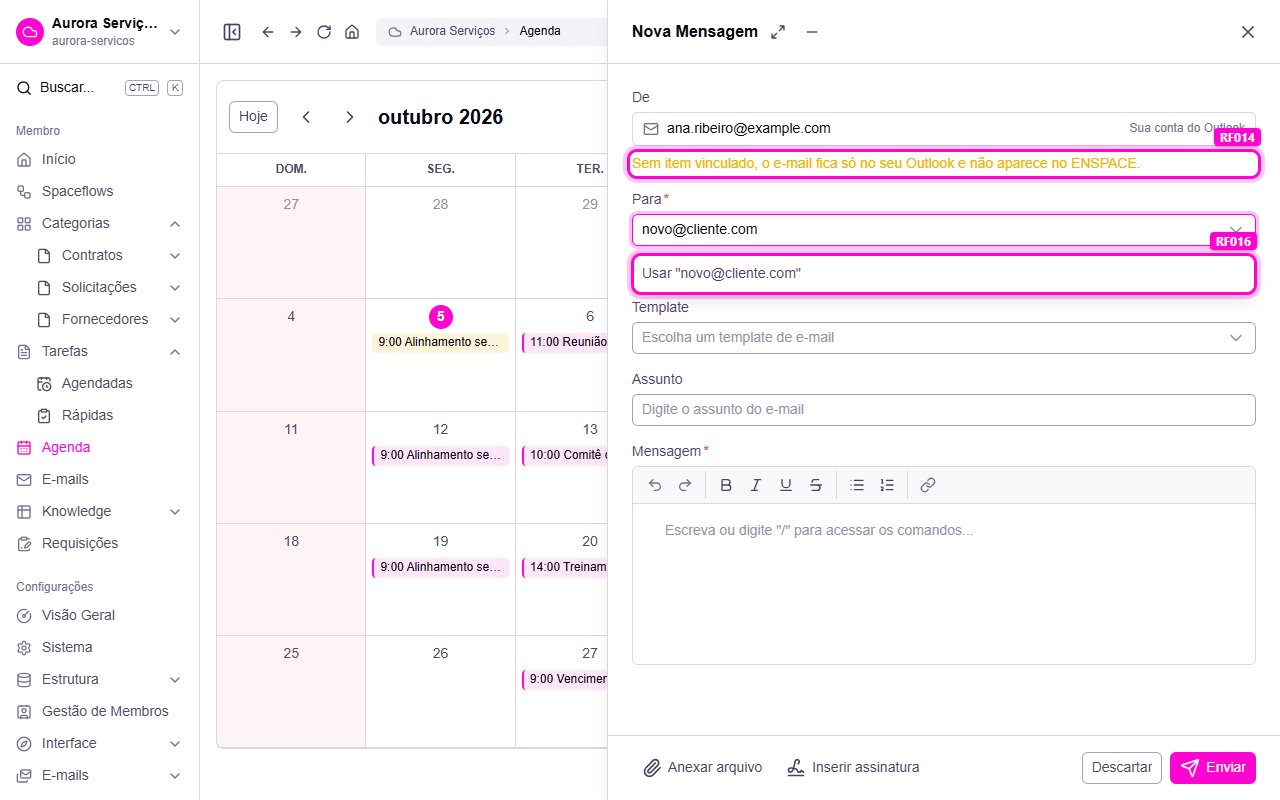 Aurora Serviç...
aurora-servicos
Buscar...
CTRL K
Membro
Início
Spaceflows
Categorias
Contratos
Solicitações
Fornecedores
Tarefas
Agendadas
Rápidas
Agenda
E-mails
Knowledge
Requisições
Configurações
Visão Geral
Sistema
Estrutura
Gestão de Membros
Interface
E-mails
Aurora Serviços > Agenda
Hoje
outubro 2026
DOM. SEG. TER.
27 28 29
4 5 6
9:00 Alinhamento se... 11:00 Reunião
11 12 13
9:00 Alinhamento se... 10:00 Comitê
18 19 20
9:00 Alinhamento se... 14:00 Treinam
25 26 27
9:00 Vencimen
Nova Mensagem
De
ana.ribeiro@example.com Sua conta do Outlook
RF014
Sem item vinculado, o e-mail fica só no seu Outlook e não aparece no ENSPACE.
Para *
novo@cliente.com
RF016
Usar "novo@cliente.com"
Template
Escolha um template de e-mail
Assunto
Digite o assunto do e-mail
Mensagem *
B I U S
Escreva ou digite "/" para acessar os comandos...
Anexar arquivo Inserir assinatura Descartar Enviar